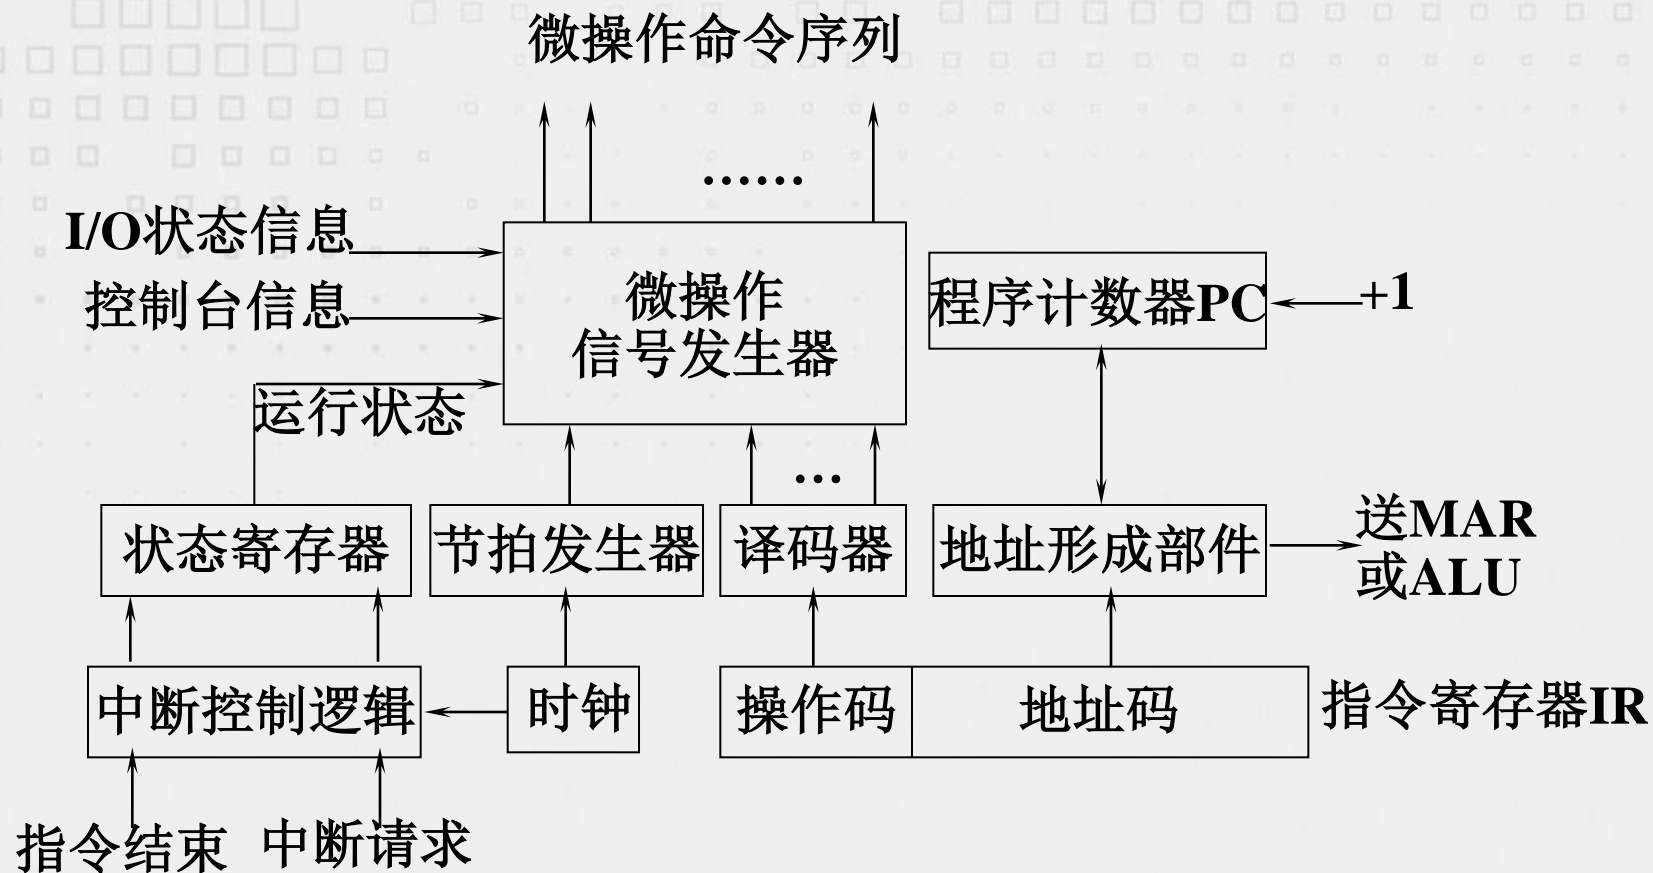 微操作命令序列
······
I/O状态信息
控制台信息
微操作
信号发生器
程序计数器PC
+1
运行状态
···
状态寄存器
节拍发生器
译码器
地址形成部件
送MAR
或ALU
中断控制逻辑
时钟
操作码
地址码
指令寄存器IR
指令结束
中断请求